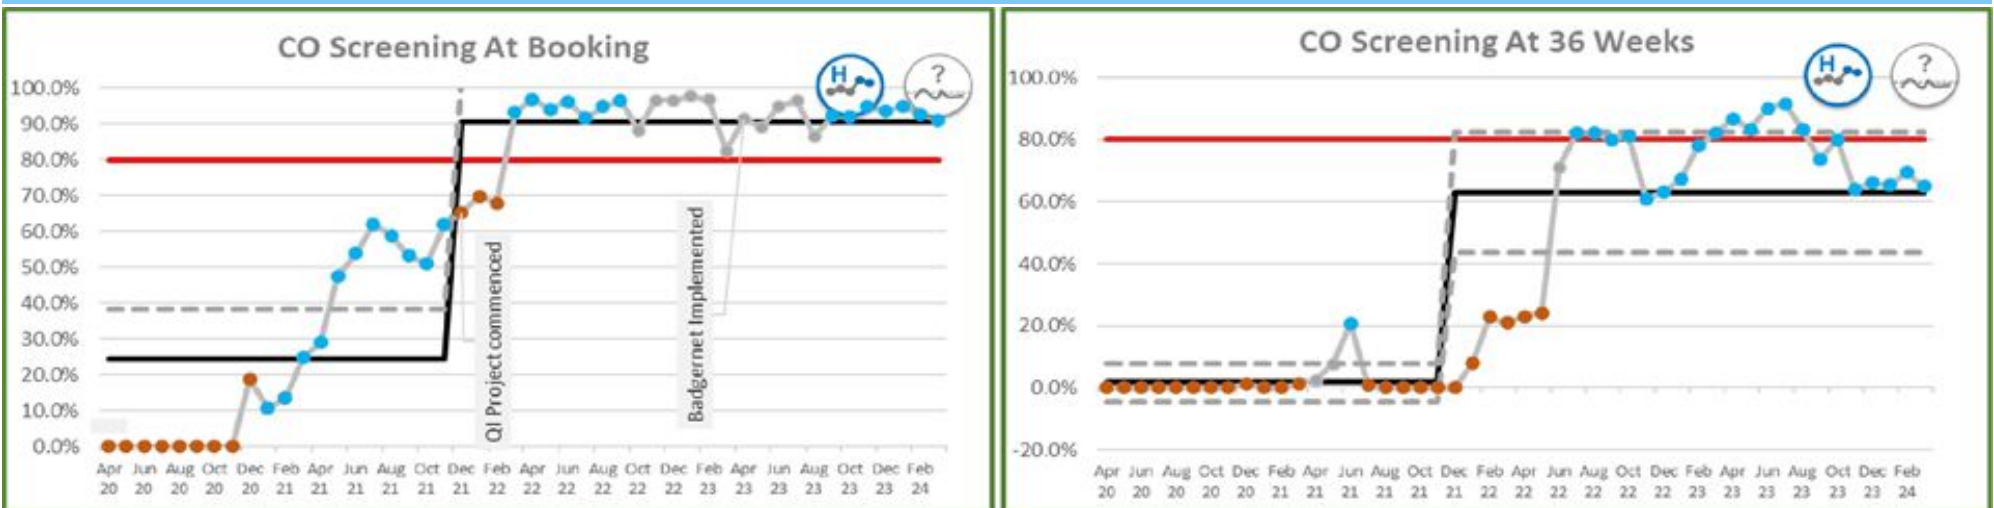 CO Screening At Booking
H
?
100.0%
90.0%
80.0%
70.0%
60.0%
50.0%
40.0%
30.0%
20.0%
10.0%
0.0%
QI Project commenced
Badgernet Implemented
Apr Jun Aug Oct Dec Feb Apr Jun Aug Oct Dec Feb Apr Jun Aug Oct Dec Feb Apr Jun Aug Oct Dec Feb
20 20 20 20 20 21 21 21 21 21 21 22 22 22 22 22 22 23 23 23 23 23 23 24
CO Screening At 36 Weeks
H
?
100.0%
80.0%
60.0%
40.0%
20.0%
0.0%
-20.0%
Apr Jun Aug Oct Dec Feb Apr Jun Aug Oct Dec Feb Apr Jun Aug Oct Dec Feb Apr Jun Aug Oct Dec Feb
20 20 20 20 20 21 21 21 21 21 21 22 22 22 22 22 22 23 23 23 23 23 23 24